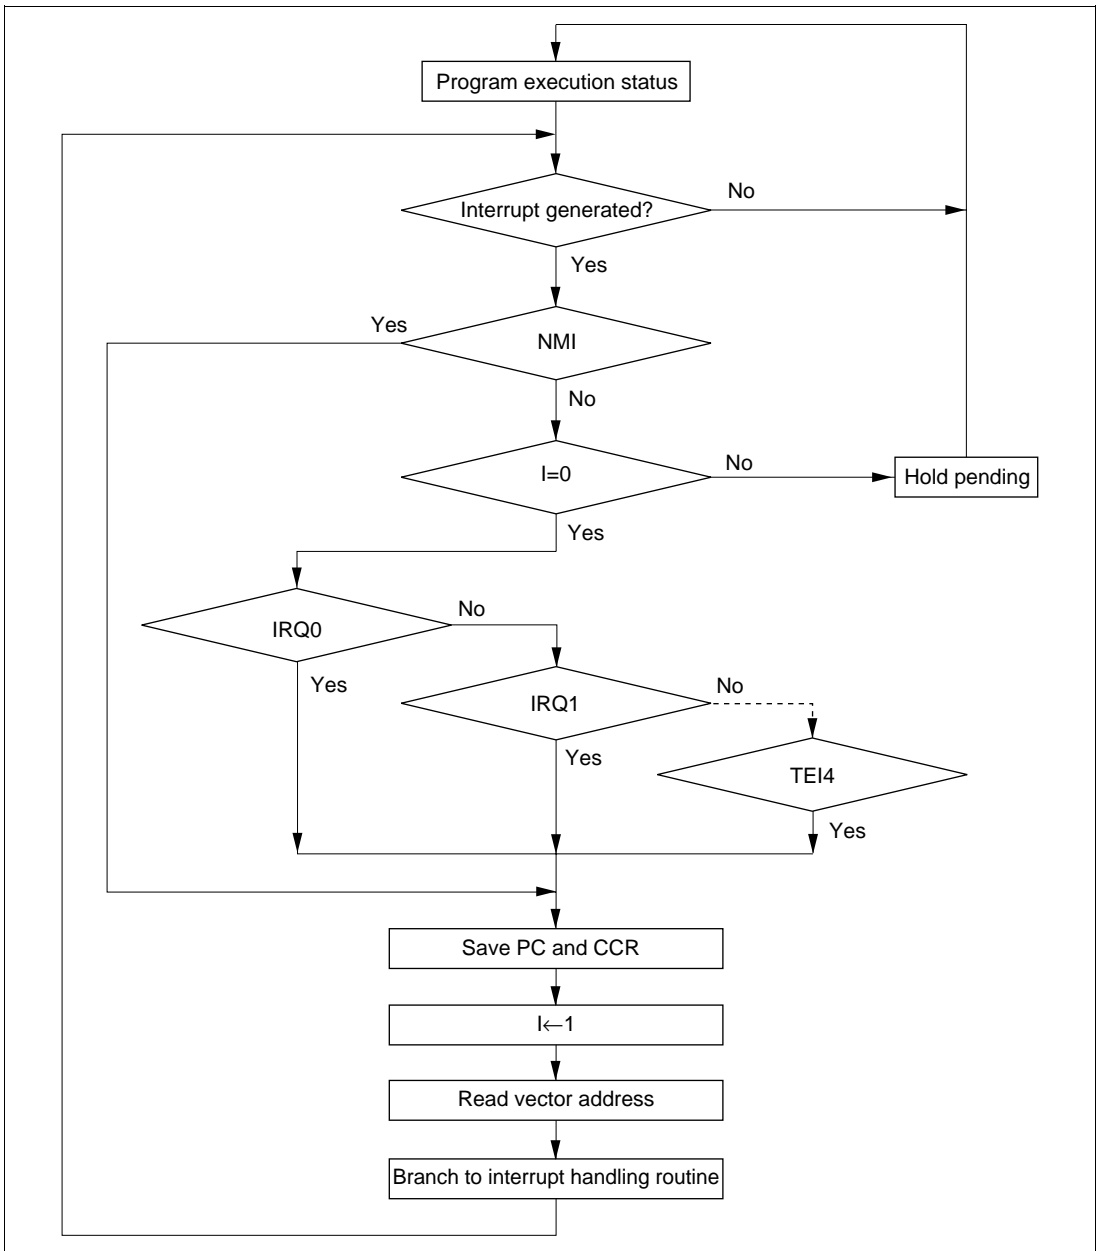 Program execution status
Interrupt generated?
No
Yes
Yes
NMI
No
I=0
No
Hold pending
Yes
IRQ0
No
Yes
IRQ1
No
Yes
TEI4
Yes
Save PC and CCR
I←1
Read vector address
Branch to interrupt handling routine